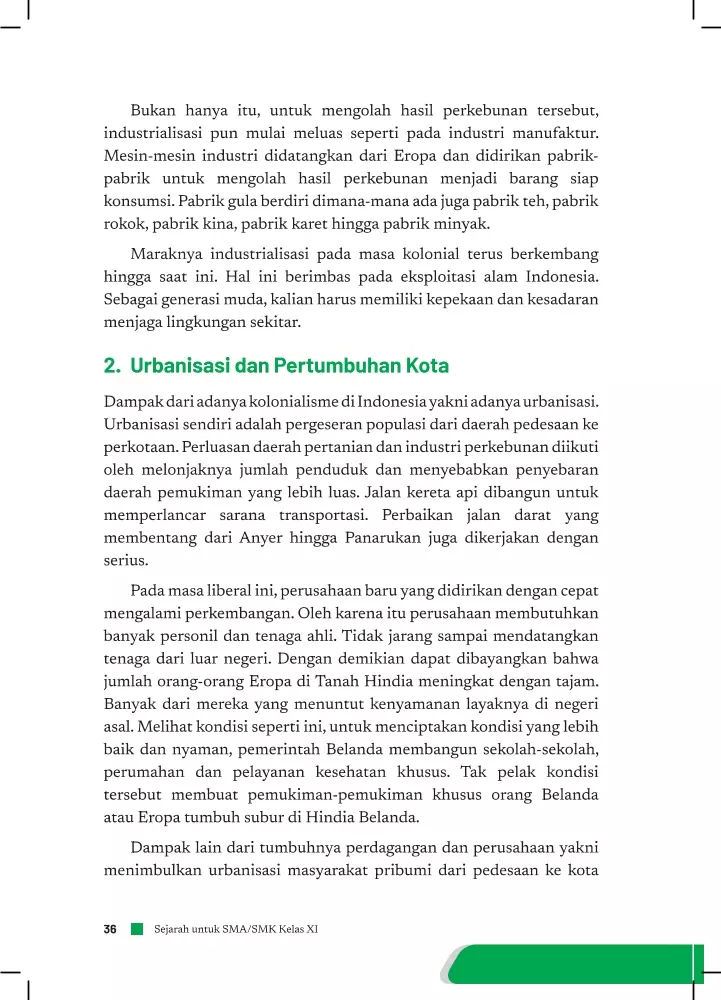 Bukan hanya itu, untuk mengolah hasil perkebunan tersebut,
industrialisasi pun mulai meluas seperti pada industri manufaktur.
Mesin-mesin industri didatangkan dari Eropa dan didirikan pabrik-
pabrik untuk mengolah hasil perkebunan menjadi barang siap
konsumsi. Pabrik gula berdiri dimana-mana ada juga pabrik teh, pabrik
rokok, pabrik kina, pabrik karet hingga pabrik minyak.
Maraknya industrialisasi pada masa kolonial terus berkembang
hingga saat ini. Hal ini berimbas pada eksploitasi alam Indonesia.
Sebagai generasi muda, kalian harus memiliki kepekaan dan kesadaran
menjaga lingkungan sekitar.
2. Urbanisasi dan Pertumbuhan Kota
Dampak dari adanya kolonialisme di Indonesia yakni adanya urbanisasi.
Urbanisasi sendiri adalah pergeseran populasi dari daerah pedesaan ke
perkotaan. Perluasan daerah pertanian dan industri perkebunan diikuti
oleh melonjaknya jumlah penduduk dan menyebabkan penyebaran
daerah pemukiman yang lebih luas. Jalan kereta api dibangun untuk
memperlancar sarana transportasi. Perbaikan jalan darat yang
membentang dari Anyer hingga Panarukan juga dikerjakan dengan
serius.
Pada masa liberal ini, perusahaan baru yang didirikan dengan cepat
mengalami perkembangan. Oleh karena itu perusahaan membutuhkan
banyak personil dan tenaga ahli. Tidak jarang sampai mendatangkan
tenaga dari luar negeri. Dengan demikian dapat dibayangkan bahwa
jumlah orang-orang Eropa di Tanah Hindia meningkat dengan tajam.
Banyak dari mereka yang menuntut kenyamanan layaknya di negeri
asal. Melihat kondisi seperti ini, untuk menciptakan kondisi yang lebih
baik dan nyaman, pemerintah Belanda membangun sekolah-sekolah,
perumahan dan pelayanan kesehatan khusus. Tak pelak kondisi
tersebut membuat pemukiman-pemukiman khusus orang Belanda
atau Eropa tumbuh subur di Hindia Belanda.
Dampak lain dari tumbuhnya perdagangan dan perusahaan yakni
menimbulkan urbanisasi masyarakat pribumi dari pedesaan ke kota
36 Sejarah untuk SMA/SMK Kelas XI